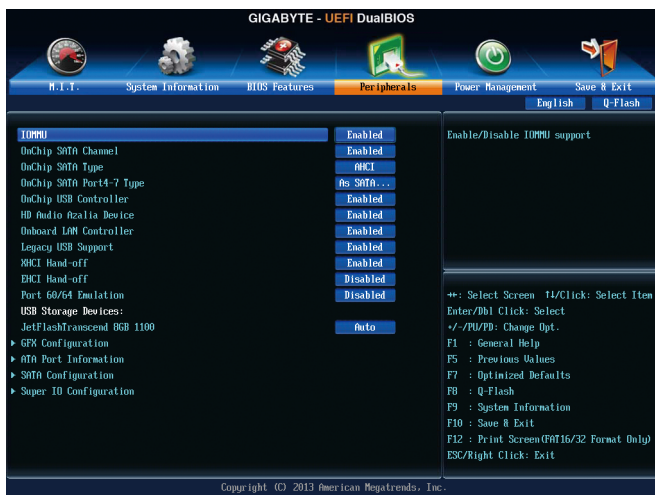 GIGABYTE - UEFI DualBIOS
M.I.T. System Information BIOS Features Peripherals Power Management Save & Exit
English Q-Flash
IOMMU Enabled
OnChip SATA Channel Enabled
OnChip SATA Type AHCI
OnChip SATA Port4-7 Type As SATA...
OnChip USB Controller Enabled
HD Audio Azalia Device Enabled
Onboard LAN Controller Enabled
Legacy USB Support Enabled
XHCI Hand-off Enabled
EHCI Hand-off Disabled
Port 60/64 Emulation Disabled
USB Storage Devices:
JetFlashTranscend 8GB 1100 Auto
GFX Configuration
ATA Port Information
SATA Configuration
Super IO Configuration
Enable/Disable IOMMU support
→←: Select Screen ↑↓/Click: Select Item
Enter/Dbl Click: Select
+/-/PU/PD: Change Opt.
F1 : General Help
F5 : Previous Values
F7 : Optimized Defaults
F8 : Q-Flash
F9 : System Information
F10 : Save & Exit
F12 : Print Screen(FAT16/32 Format Only)
ESC/Right Click: Exit
Copyright (C) 2013 American Megatrends, Inc.